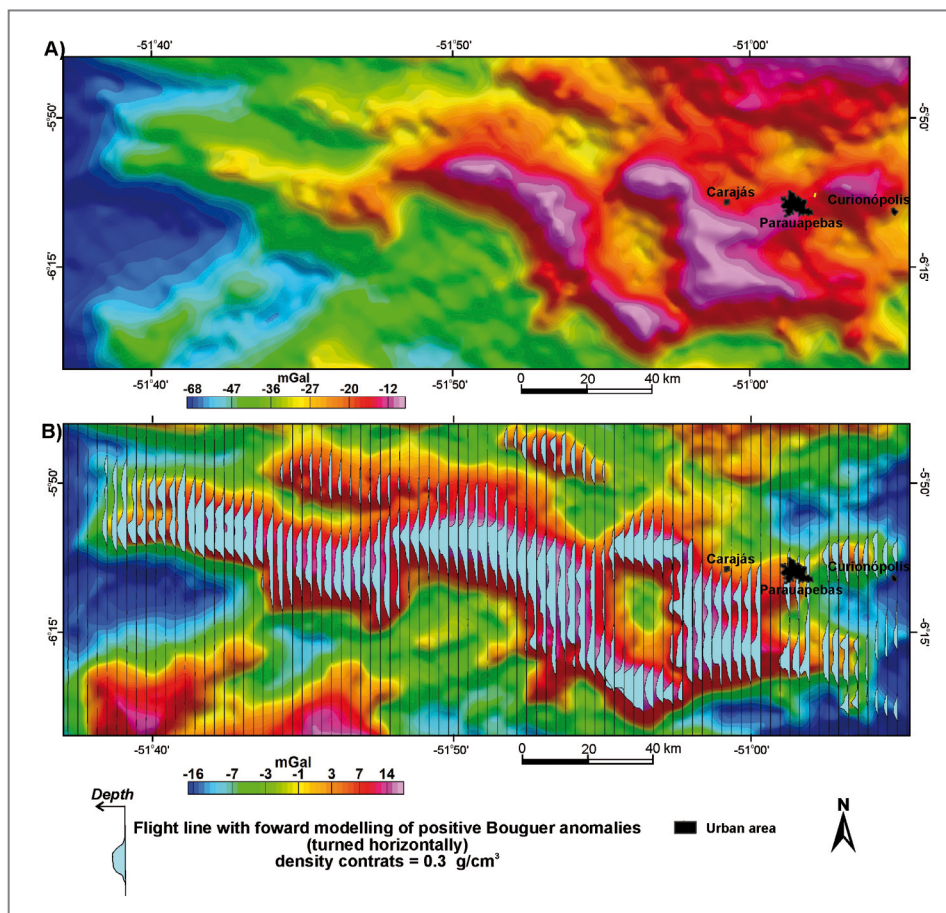 A)
-51°40'
-51°50'
-51°00'
-5°50'
-5°50'
Carajás
Curionópolis
Parauapebas
-6°15'
-6°15'
-51°40'
-51°50'
-51°00'
mGal
-68 -47 -36 -27 -20 -12
0 20 40 km
B)
-5°50'
-5°50'
Carajás
Curionópolis
Parauapebas
-6°15'
-6°15'
-51°40'
-51°50'
-51°00'
mGal
-16 -7 -3 -1 3 7 14
0 20 40 km
Depth
Flight line with foward modelling of positive Bouguer anomalies
(turned horizontally)
density contrats = 0.3 g/cm³
Urban area
N